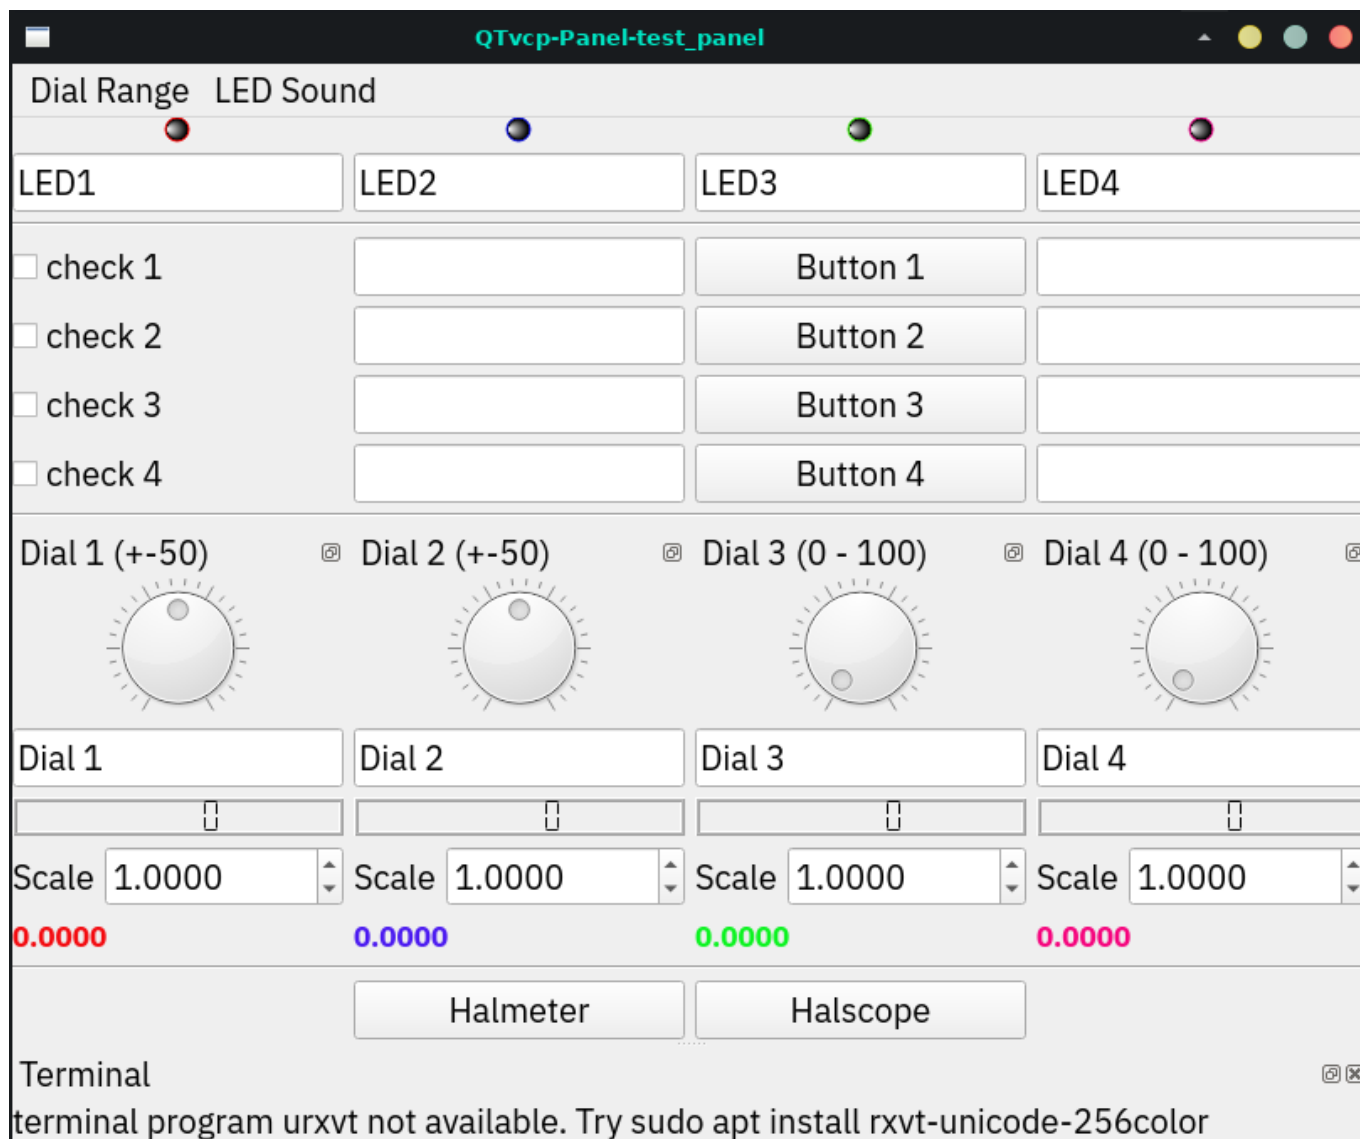 QTvcp-Panel-test_panel
Dial Range LED Sound
LED1 LED2 LED3 LED4
check 1 Button 1
check 2 Button 2
check 3 Button 3
check 4 Button 4
Dial 1 (+-50) Dial 2 (+-50) Dial 3 (0 - 100) Dial 4 (0 - 100)
Dial 1 Dial 2 Dial 3 Dial 4
0 0 0 0
Scale 1.0000 Scale 1.0000 Scale 1.0000 Scale 1.0000
0.0000 0.0000 0.0000 0.0000
Halmeter Halscope
Terminal
terminal program urxvt not available. Try sudo apt install rxvt-unicode-256color